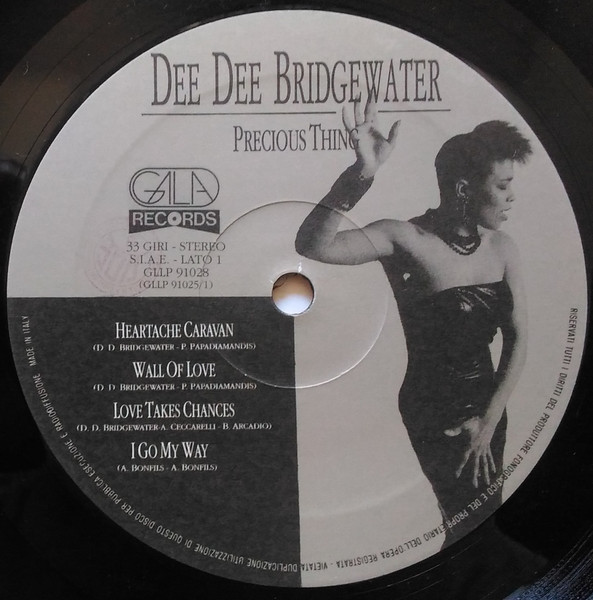 DEE DEE BRIDGEWATER
PRECIOUS THING
GALA
RECORDS
33 GIRI - STEREO
S.I.A.E. - LATO 1
GLLP 91028
(GLLP 91025/1)
HEARTACHE CARAVAN
(D. D. BRIDGEWATER - P. PAPADIAMANDIS)
WALL OF LOVE
(D. D. BRIDGEWATER - P. PAPADIAMANDIS)
LOVE TAKES CHANCES
(D. D. BRIDGEWATER-A. CECCARELLI - B. ARCADIO)
I GO MY WAY
(A. BONFILS - A. BONFILS)
RISERVATI TUTTI I DIRITTI DEL PRODUTTORE FONOGRAFICO E DEL PROPRIETARIO DELL'OPERA REGISTRATA - VIETATA DUPLICAZIONE UTILIZZAZIONE DI QUESTO DISCO PER PUBBLICA ESECUZIONE E RADIODIFFUSIONE. MADE IN ITALY